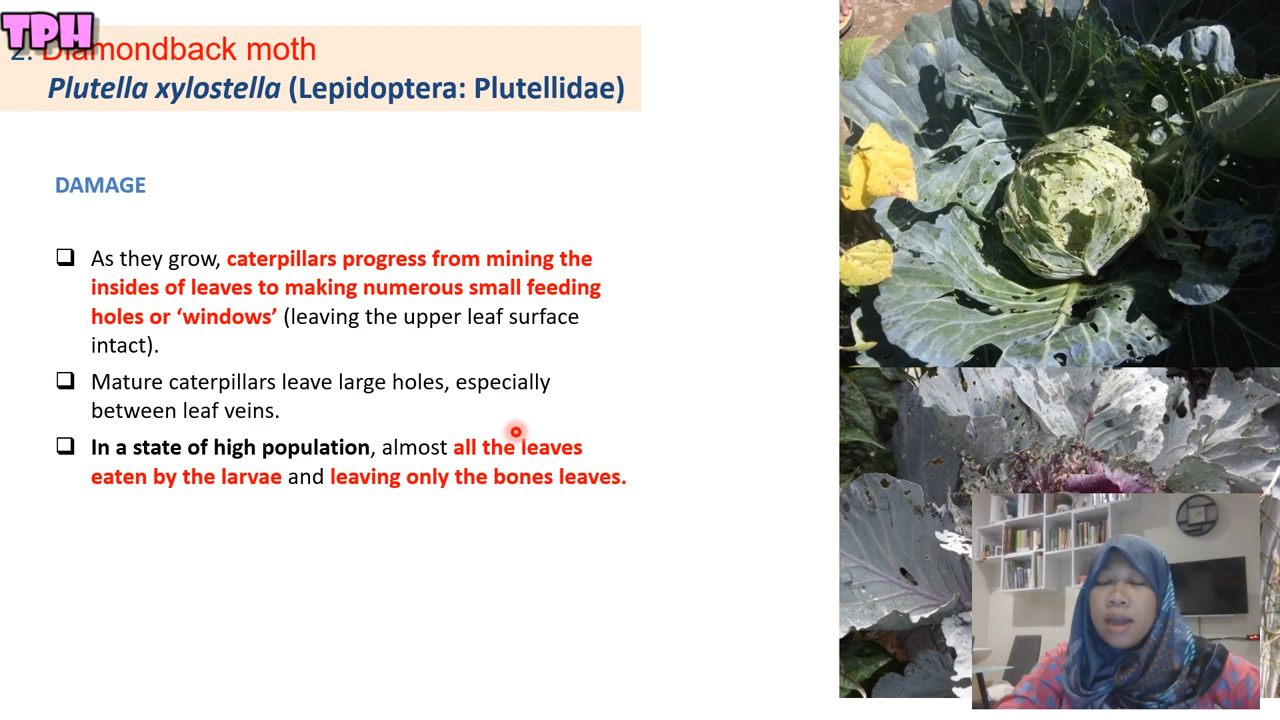 TPH
2. Diamondback moth
Plutella xylostella (Lepidoptera: Plutellidae)
DAMAGE
❑ As they grow, caterpillars progress from mining the
insides of leaves to making numerous small feeding
holes or ‘windows’ (leaving the upper leaf surface
intact).
❑ Mature caterpillars leave large holes, especially
between leaf veins.
❑ In a state of high population, almost all the leaves
eaten by the larvae and leaving only the bones leaves.